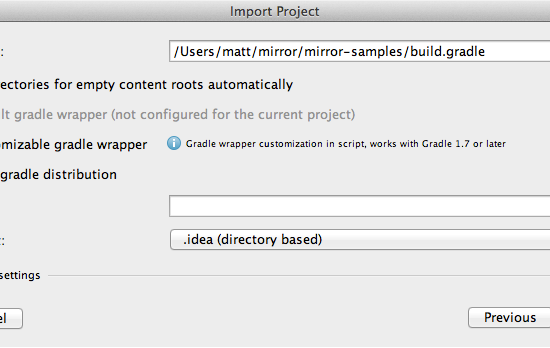 Import Project
: /Users/matt/mirror/mirror-samples/build.gradle
ectories for empty content roots automatically
lt gradle wrapper (not configured for the current project)
omizable gradle wrapper Gradle wrapper customization in script, works with Gradle 1.7 or later
gradle distribution
t: .idea (directory based)
settings
el Previous